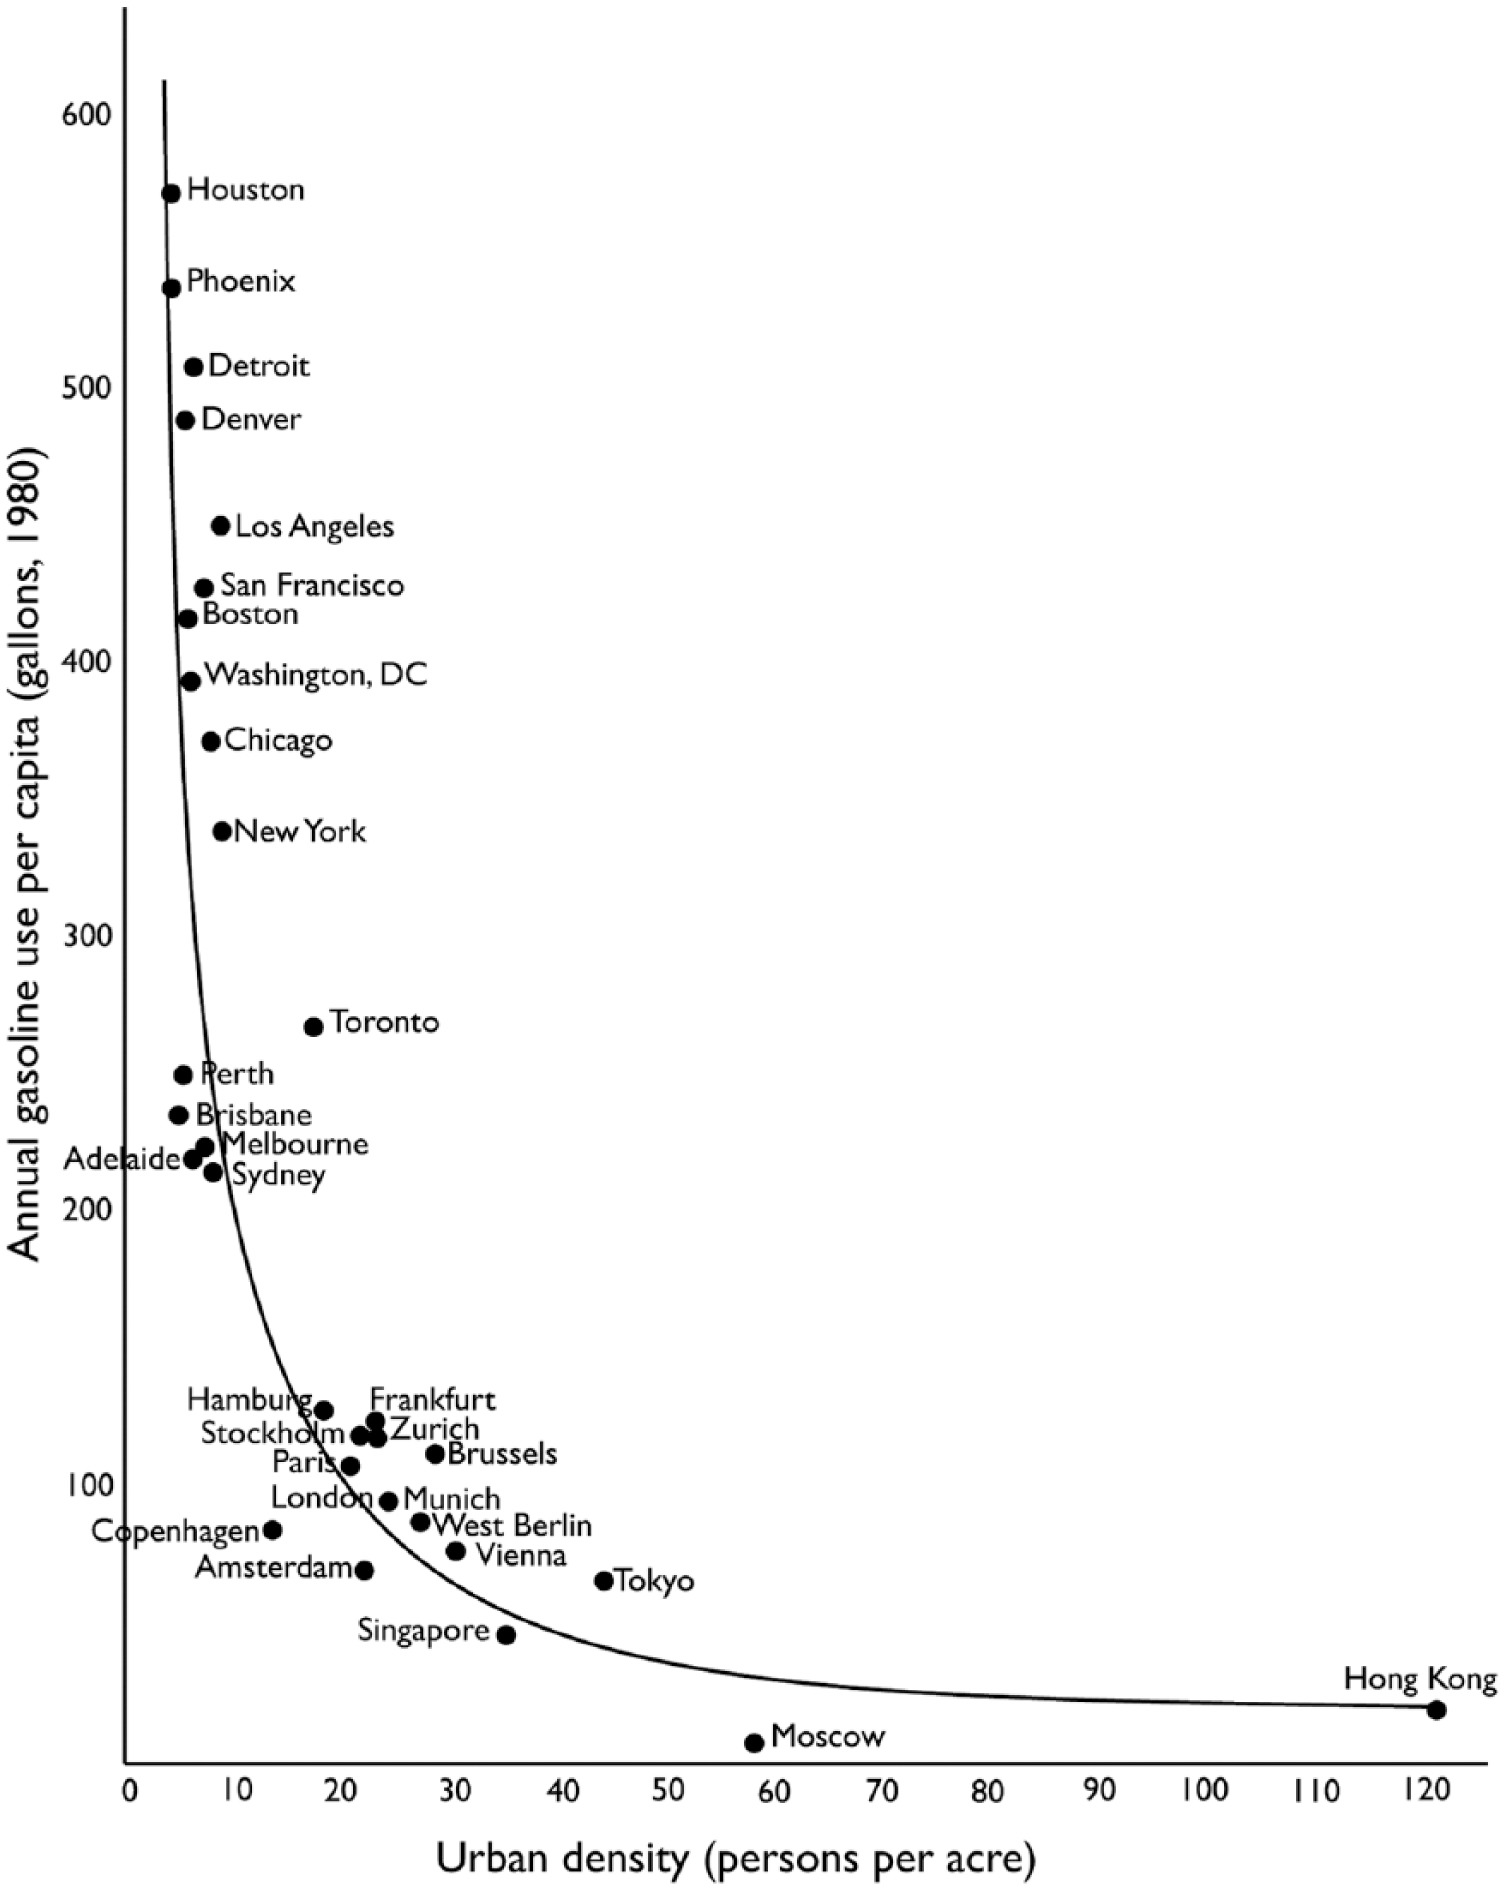 600
Houston
Phoenix
500
Detroit
Denver
Los Angeles
San Francisco
Boston
400
Washington, DC
Chicago
New York
300
Toronto
Perth
Brisbane
Melbourne
Adelaide
Sydney
200
Hamburg
Frankfurt
Stockholm
Zurich
Brussels
Paris
100
London
Munich
West Berlin
Copenhagen
Vienna
Amsterdam
Tokyo
Singapore
Hong Kong
Moscow
0 10 20 30 40 50 60 70 80 90 100 110 120
Urban density (persons per acre)
Annual gasoline use per capita (gallons, 1980)